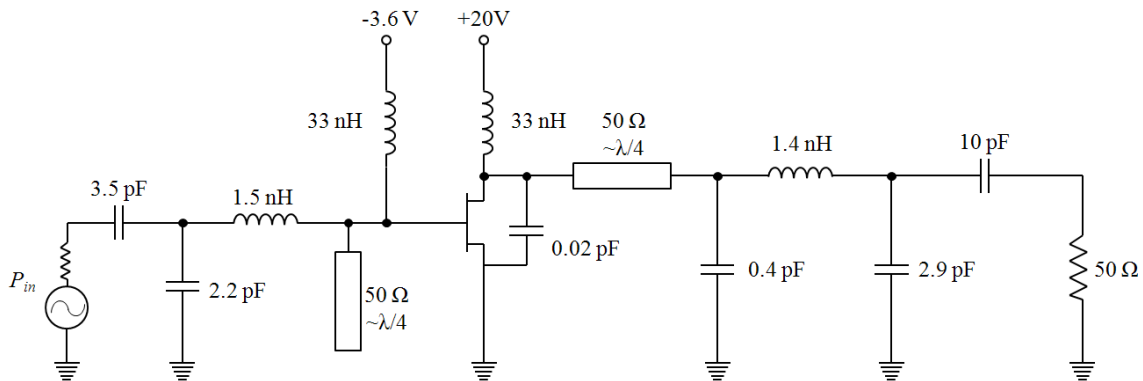 -3.6 V
+20V
33 nH
33 nH
50 Ω
~λ/4
1.4 nH
10 pF
3.5 pF
1.5 nH
0.02 pF
P_in
2.2 pF
50 Ω
~λ/4
0.4 pF
2.9 pF
50 Ω